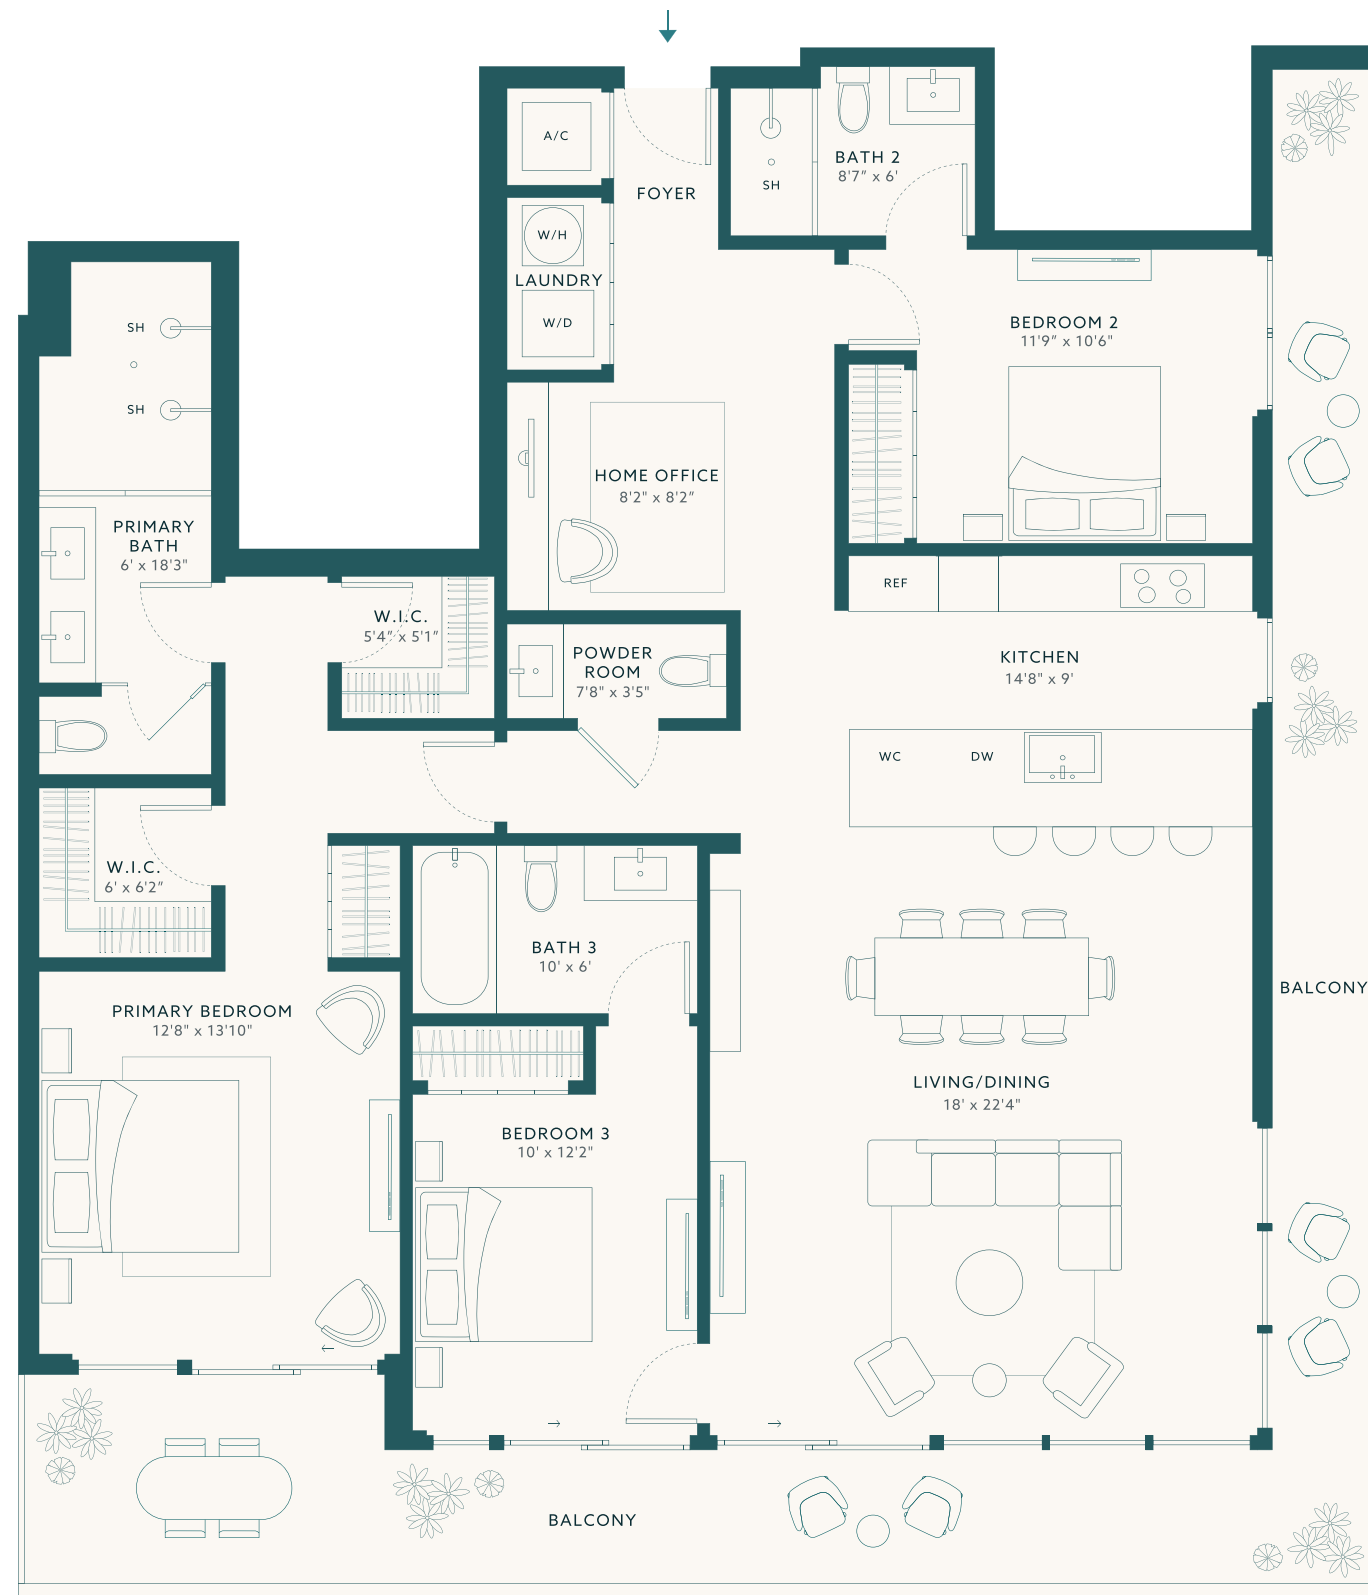 A/C
BATH 2
8'7" x 6'
SH
FOYER
W/H
LAUNDRY
W/D
SH
BEDROOM 2
11'9" x 10'6"
SH
HOME OFFICE
8'2" x 8'2"
PRIMARY
BATH
6' x 18'3"
REF
W.I.C.
5'4" x 5'1"
POWDER
ROOM
7'8" x 3'5"
KITCHEN
14'8" x 9'
WC
DW
W.I.C.
6' x 6'2"
BATH 3
10' x 6'
BALCONY
PRIMARY BEDROOM
12'8" x 13'10"
LIVING/DINING
18' x 22'4"
BEDROOM 3
10' x 12'2"
BALCONY